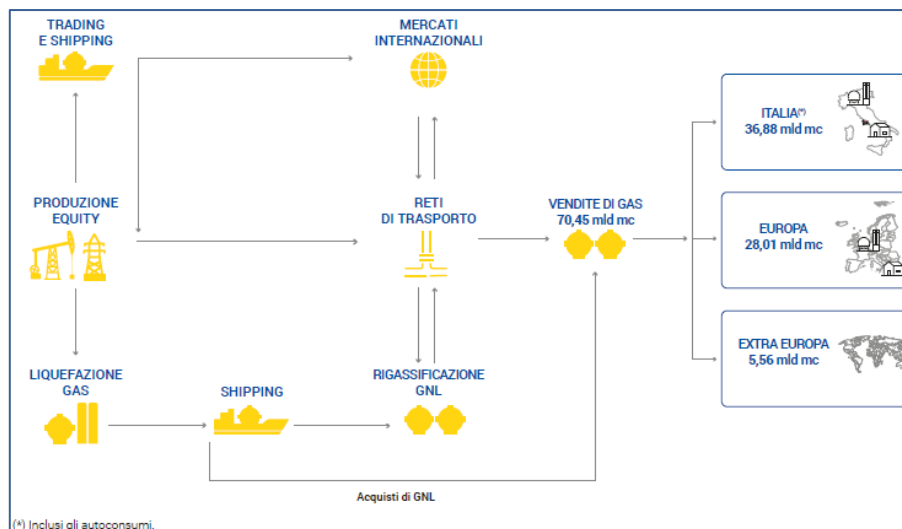 TRADING
E SHIPPING
MERCATI
INTERNAZIONALI
ITALIA(*)
36,88 mld mc
PRODUZIONE
EQUITY
RETI
DI TRASPORTO
VENDITE DI GAS
70,45 mld mc
EUROPA
28,01 mld mc
EXTRA EUROPA
5,56 mld mc
LIQUEFAZIONE
GAS
SHIPPING
RIGASSIFICAZIONE
GNL
Acquisti di GNL
(*) Inclusi gli autoconsumi.